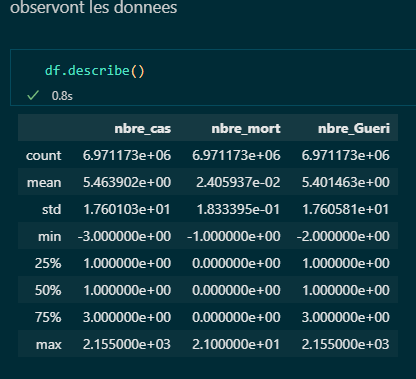 observont les donnees
df.describe()
0.8s
nbre_cas nbre_mort nbre_Gueri
count 6.971173e+06 6.971173e+06 6.971173e+06
mean 5.463902e+00 2.405937e-02 5.401463e+00
std 1.760103e+01 1.833395e-01 1.760581e+01
min -3.000000e+00 -1.000000e+00 -2.000000e+00
25% 1.000000e+00 0.000000e+00 1.000000e+00
50% 1.000000e+00 0.000000e+00 1.000000e+00
75% 3.000000e+00 0.000000e+00 3.000000e+00
max 2.155000e+03 2.100000e+01 2.155000e+03